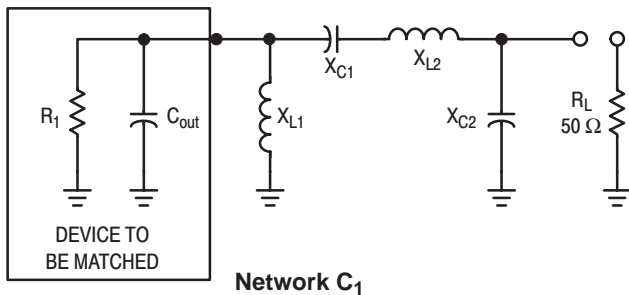 R1
Cout
XL1
XC1
XL2
XC2
RL
50 Ω
DEVICE TO
BE MATCHED
Network C1